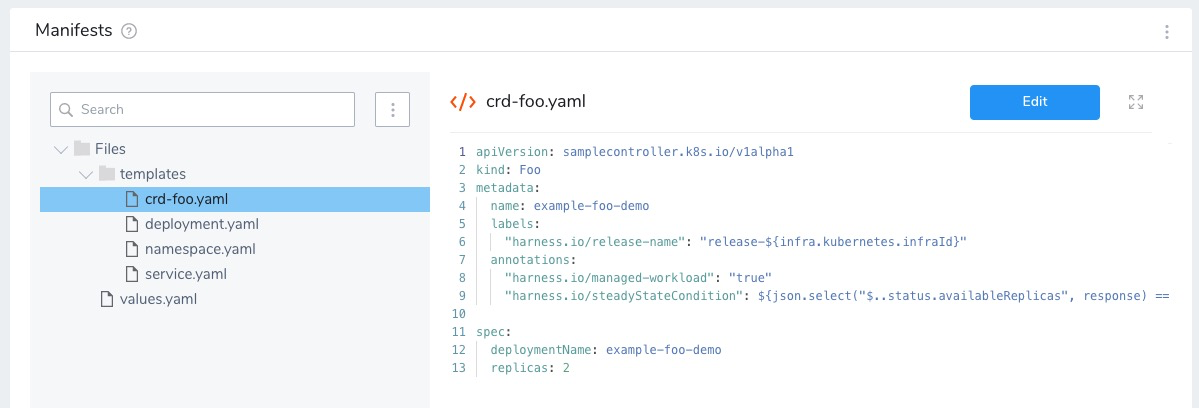 Manifests
Search
Files
templates
crd-foo.yaml
deployment.yaml
namespace.yaml
service.yaml
values.yaml
crd-foo.yaml
Edit
1 apiVersion: samplecontroller.k8s.io/v1alpha1
2 kind: Foo
3 metadata:
4   name: example-foo-demo
5   labels:
6     "harness.io/release-name": "release-${infra.kubernetes.infraId}"
7   annotations:
8     "harness.io/managed-workload": "true"
9     "harness.io/steadyStateCondition": ${json.select("$..status.availableReplicas", response) ==
10
11 spec:
12   deploymentName: example-foo-demo
13   replicas: 2